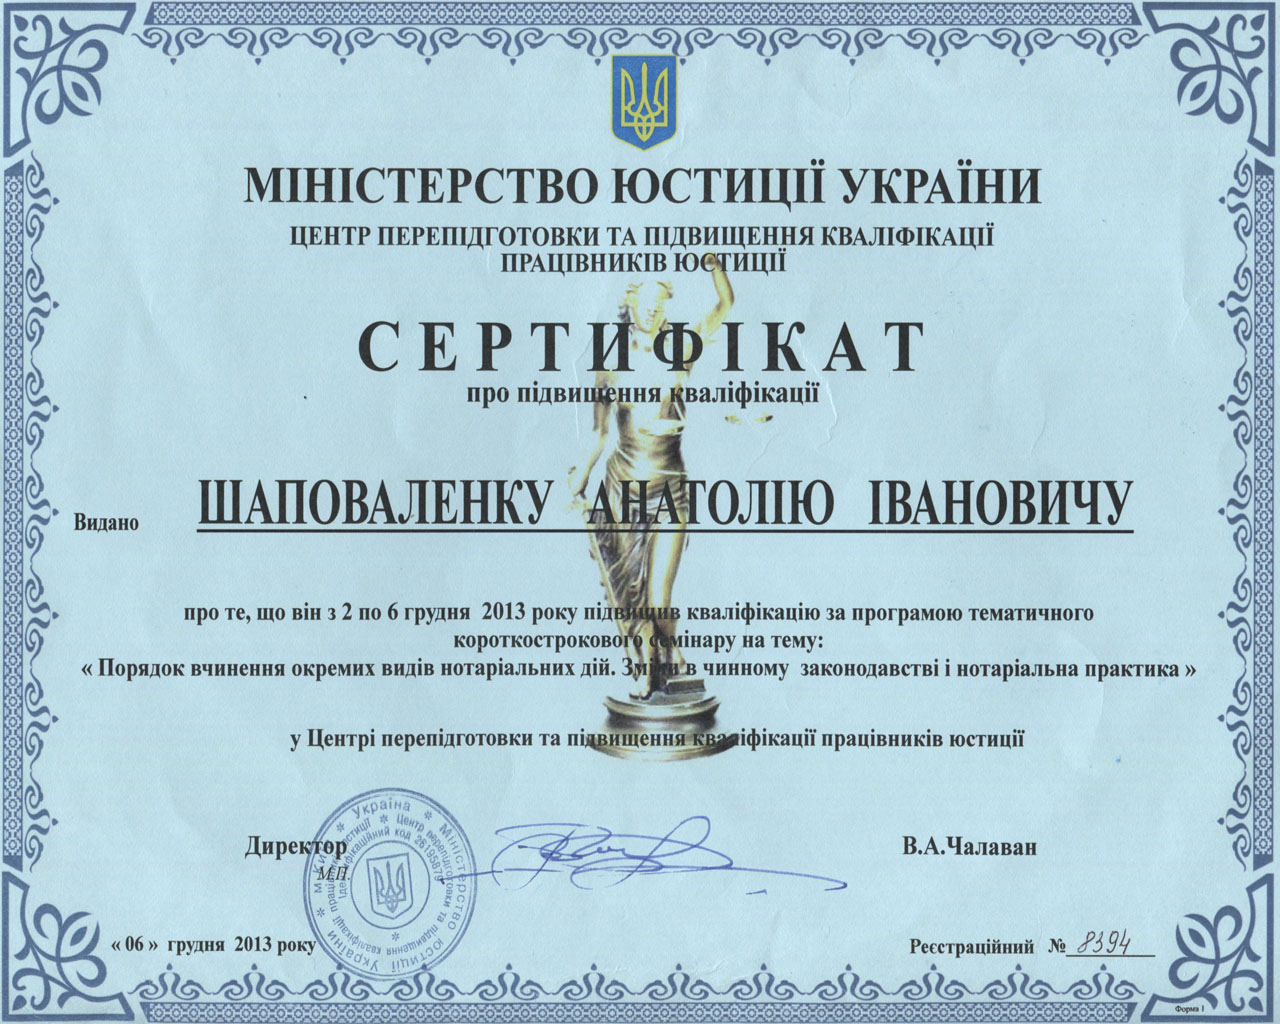 МІНІСТЕРСТВО ЮСТИЦІЇ УКРАЇНИ
ЦЕНТР ПЕРЕПІДГОТОВКИ ТА ПІДВИЩЕННЯ КВАЛІФІКАЦІЇ
ПРАЦІВНИКІВ ЮСТИЦІЇ
СЕРТИФІКАТ
про підвищення кваліфікації
Видано ШАПОВАЛЕНКУ АНАТОЛІЮ ІВАНОВИЧУ
про те, що він з 2 по 6 грудня 2013 року підвищив кваліфікацію за програмою тематичного
короткострокового семінару на тему:
« Порядок вчинення окремих видів нотаріальних дій. Зміни в чинному законодавстві і нотаріальна практика »
у Центрі перепідготовки та підвищення кваліфікації працівників юстиції
Директор В.А.Чалаван
М.П.
Україна * Міністерство юстиції України * м.Київ *
Центр перепідготовки та підвищення кваліфікації працівників юстиції *
Ідентифікаційний код 26195879
« 06 » грудня 2013 року Реєстраційний № 8394
Форма 1